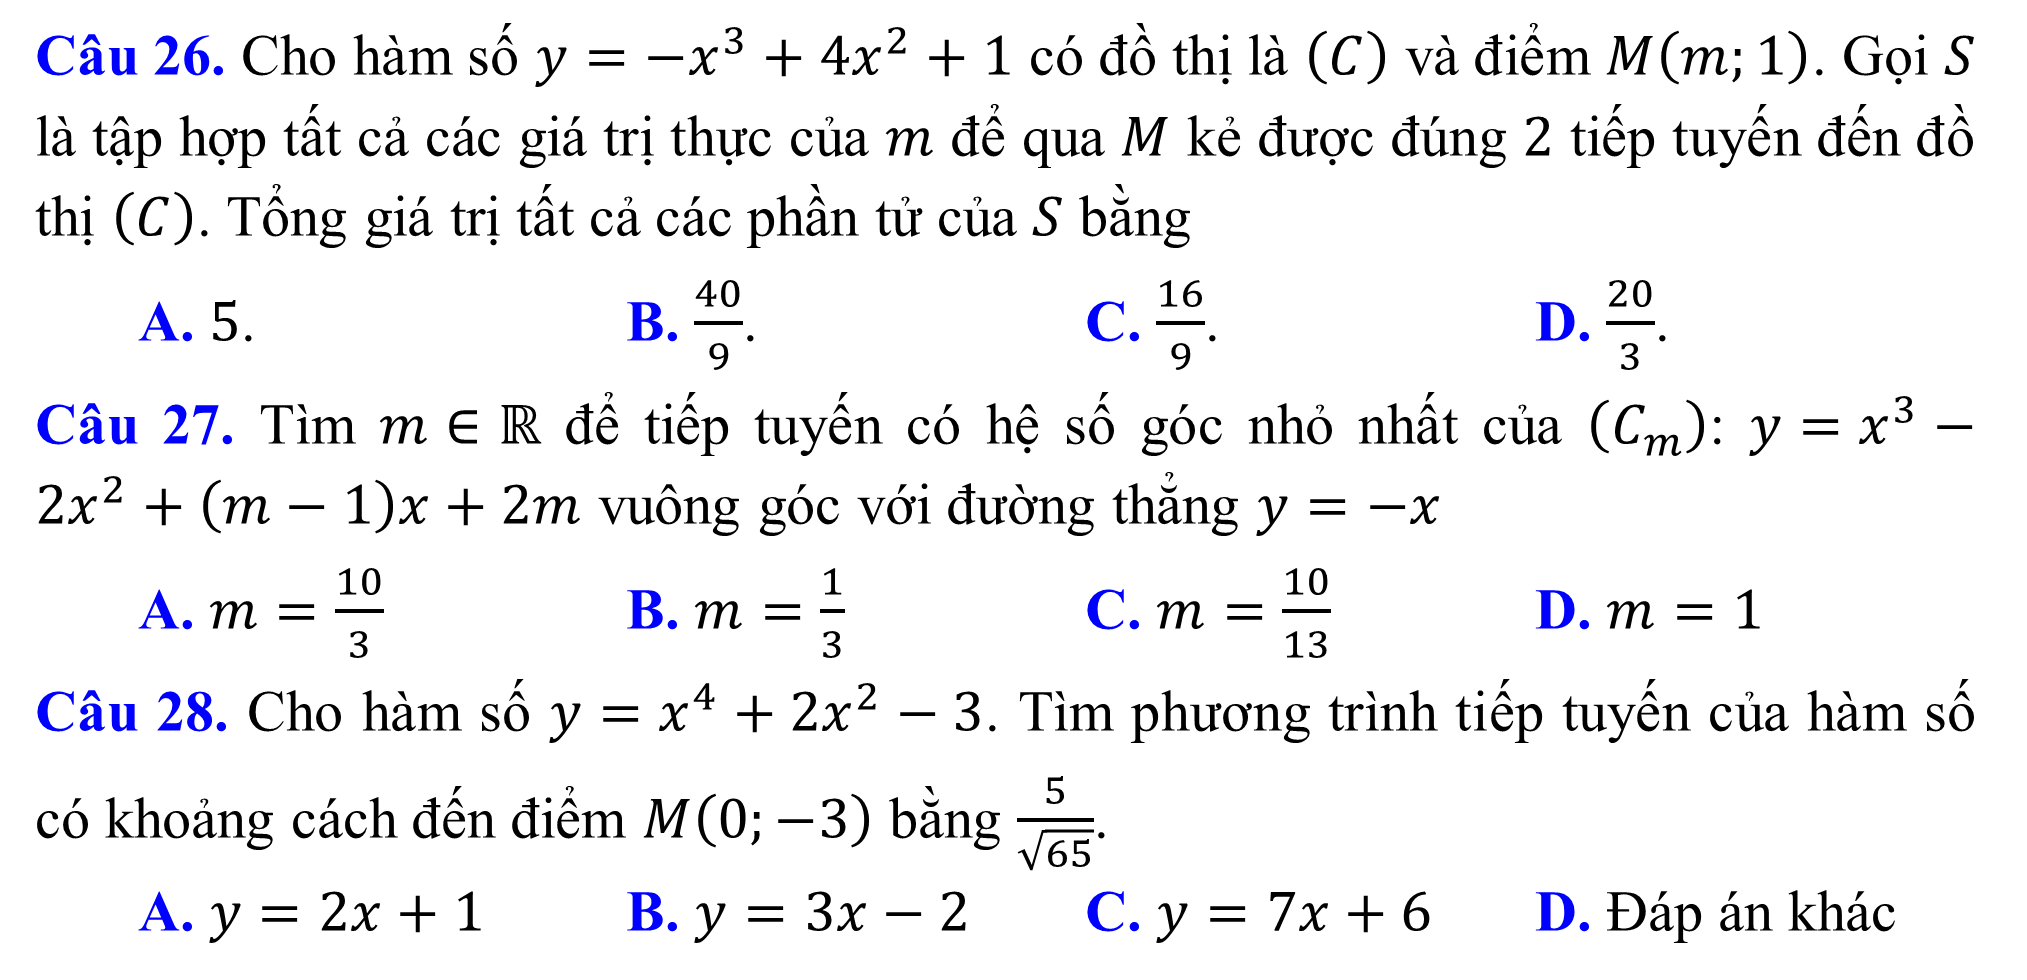 Câu 26. Cho hàm số y = −x³ + 4x² + 1 có đồ thị là (C) và điểm M(m; 1). Gọi S
là tập hợp tất cả các giá trị thực của m để qua M kẻ được đúng 2 tiếp tuyến đến đồ
thị (C). Tổng giá trị tất cả các phần tử của S bằng
A. 5. B. 40/9. C. 16/9. D. 20/3.
Câu 27. Tìm m ∈ ℝ để tiếp tuyến có hệ số góc nhỏ nhất của (Cₘ): y = x³ −
2x² + (m − 1)x + 2m vuông góc với đường thẳng y = −x
A. m = 10/3 B. m = 1/3 C. m = 10/13 D. m = 1
Câu 28. Cho hàm số y = x⁴ + 2x² − 3. Tìm phương trình tiếp tuyến của hàm số
có khoảng cách đến điểm M(0; −3) bằng 5/√65.
A. y = 2x + 1 B. y = 3x − 2 C. y = 7x + 6 D. Đáp án khác